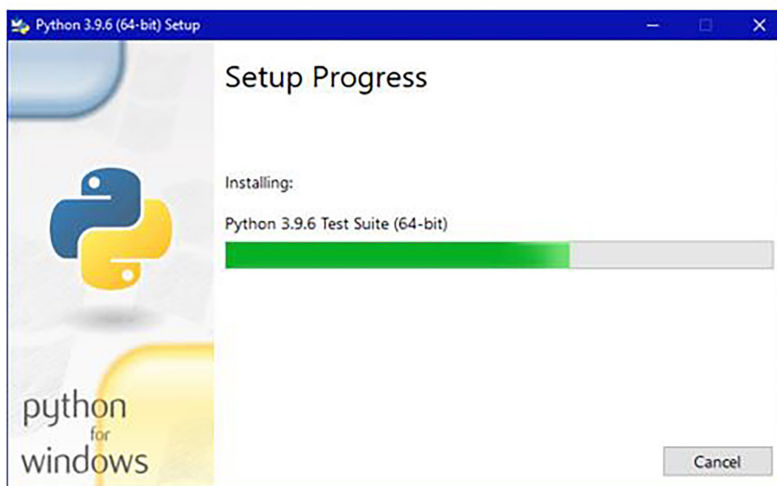 Python 3.9.6 (64-bit) Setup
Setup Progress
Installing:
Python 3.9.6 Test Suite (64-bit)
python
for
windows
Cancel